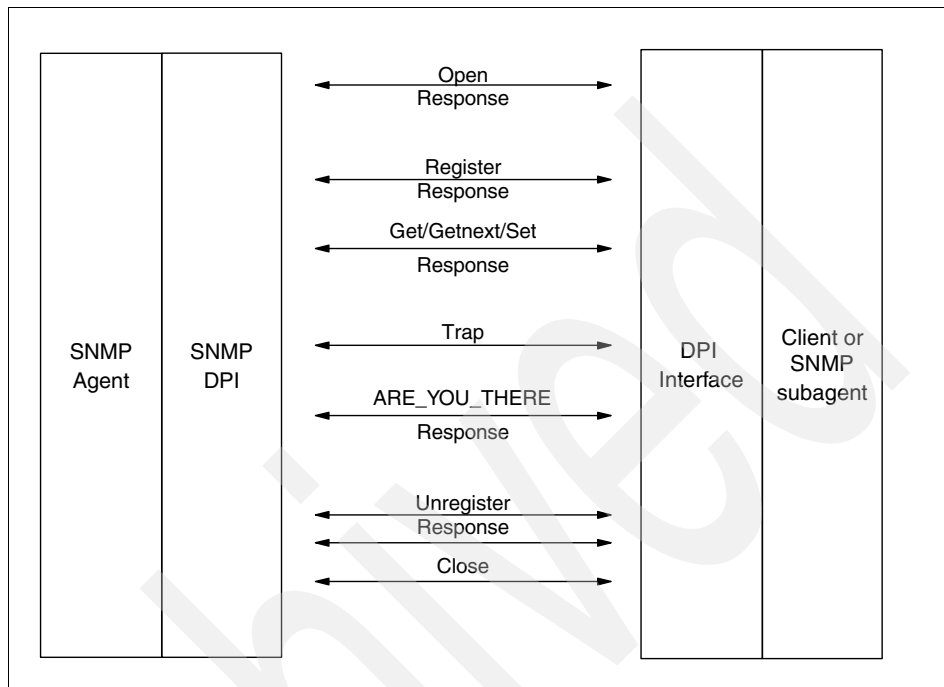 Open
Response
Register
Response
Get/Getnext/Set
Response
Trap
SNMP
Agent
SNMP
DPI
DPI
Interface
Client or
SNMP
subagent
ARE_YOU_THERE
Response
Unregister
Response
Close
hived